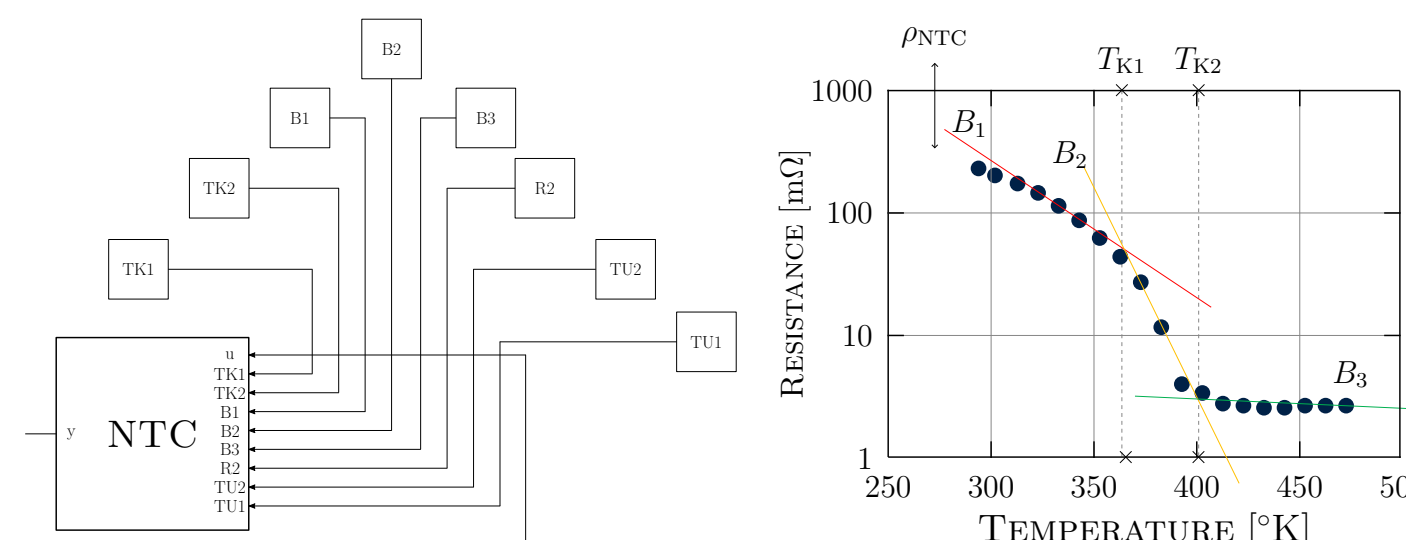 B2
B1
B3
TK2
R2
TK1
TU2
TU1
u
TK1
TK2
B1
B2
B3
R2
TU2
TU1
y
NTC
ρNTC
TK1
TK2
B1
B2
B3
1000
100
10
1
RESISTANCE [mΩ]
250
300
350
400
450
50
TEMPERATURE [°K]